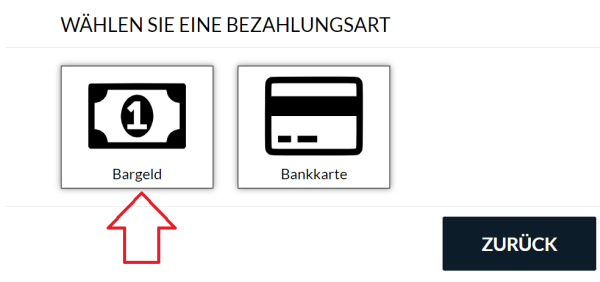 WÄHLEN SIE EINE BEZAHLUNGSART
1
Bargeld
Bankkarte
ZURÜCK